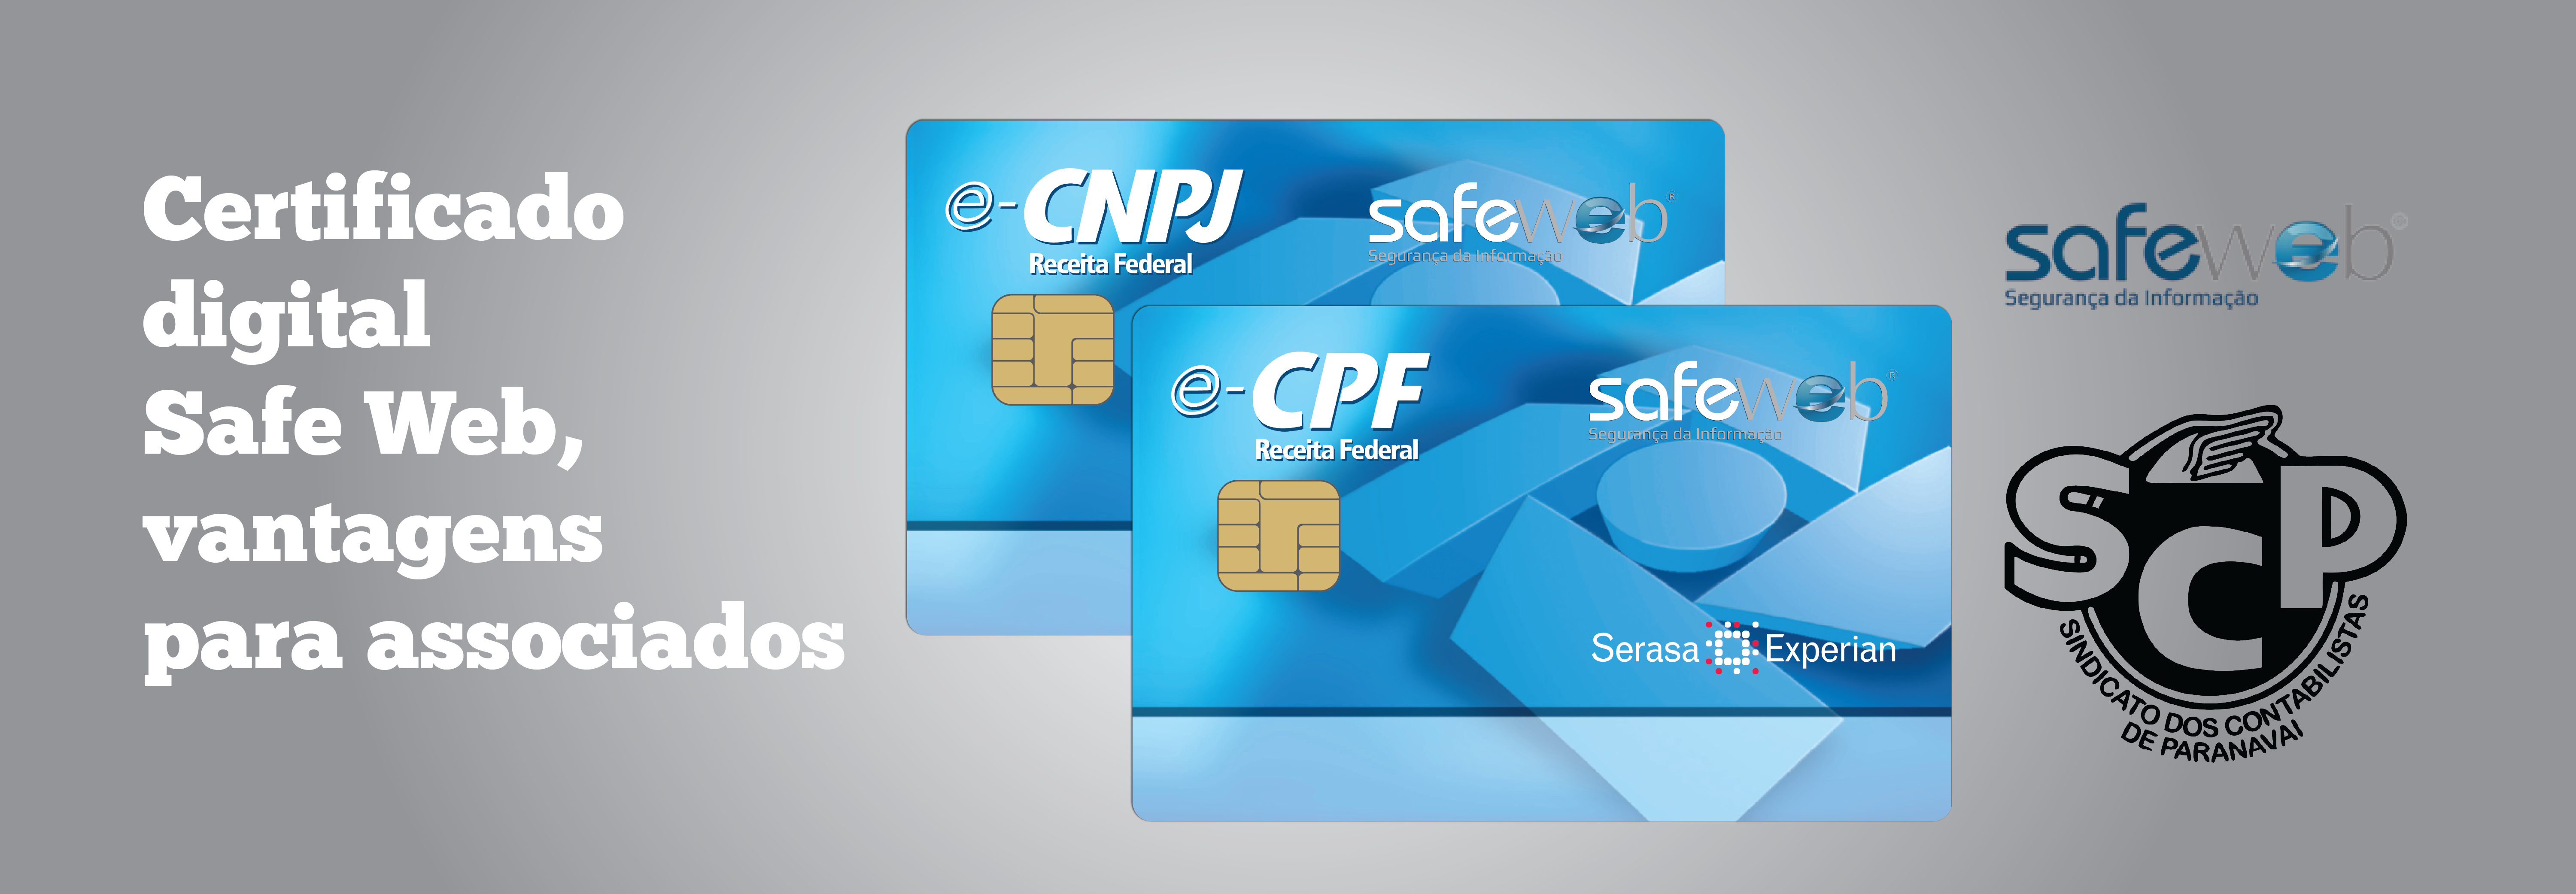 Certificado
digital
Safe Web,
vantagens
para associados
e-CNPJ
Receita Federal
safeweb®
Segurança da Informação
e-CPF
Receita Federal
safeweb®
Segurança da Informação
Serasa Experian
safeweb
Segurança da Informação
SCP
SINDICATO DOS CONTABILISTAS
DE PARANAVAI